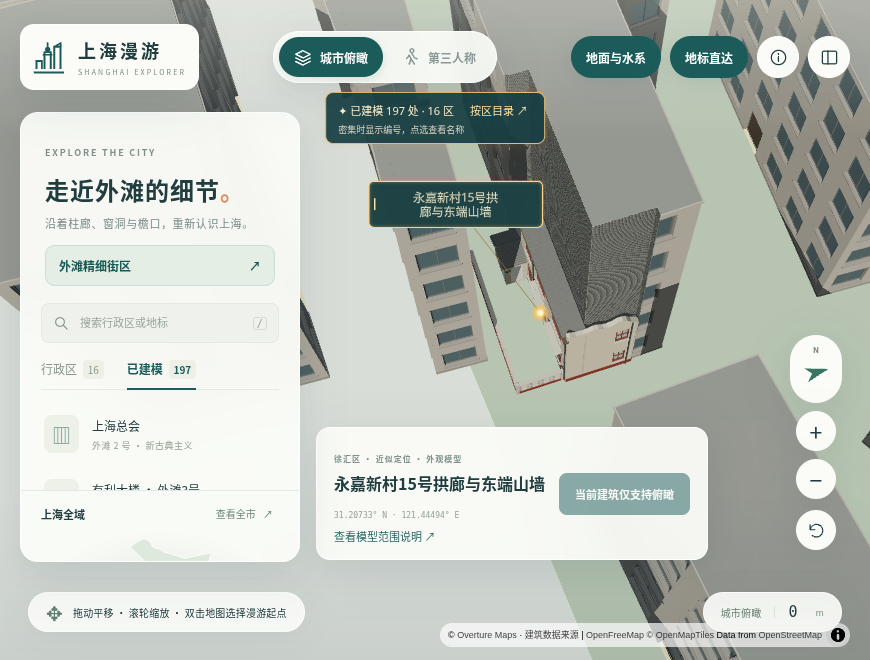 上海漫游
SHANGHAI EXPLORER
城市俯瞰
第三人称
地面与水系
地标直达
✦ 已建模 197 处 · 16 区 按区目录 ↗
密集时显示编号，点选查看名称
EXPLORE THE CITY
走近外滩的细节。
沿着柱廊、窗洞与檐口，重新认识上海。
外滩精细街区 ↗
搜索行政区或地标 /
行政区 16 已建模 197
上海总会
外滩 2 号 · 新古典主义
有利大楼 · 外滩3号
上海全域 查看全市 ↗
永嘉新村15号拱
廊与东端山墙
N
+
−
徐汇区 · 近似定位 · 外观模型
永嘉新村15号拱廊与东端山墙
当前建筑仅支持俯瞰
31.20733° N · 121.44494° E
查看模型范围说明 ↗
拖动平移 · 滚轮缩放 · 双击地图选择漫游起点
城市俯瞰 0 m
© Overture Maps · 建筑数据来源 | OpenFreeMap © OpenMapTiles Data from OpenStreetMap